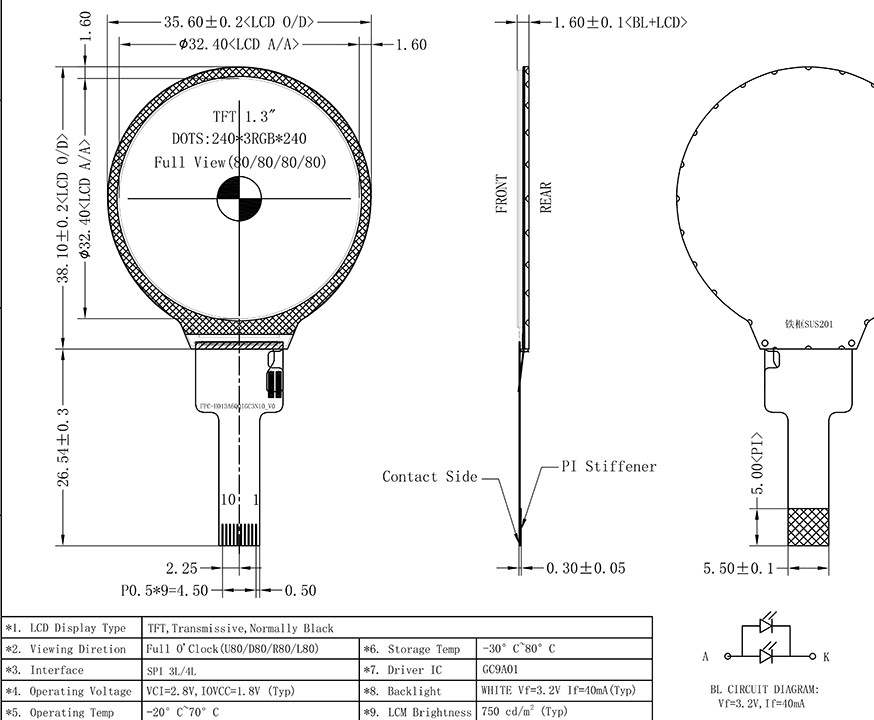 1.60
35.60±0.2<LCD O/D>
Φ32.40<LCD A/A>
1.60
1.60±0.1<BL+LCD>
38.10±0.2<LCD O/D>
Φ32.40<LCD A/A>
TFT 1.3″
DOTS:240*3RGB*240
Full View(80/80/80/80)
FRONT
REAR
铁框SUS201
26.54±0.3
10 1
Contact Side
PI Stiffener
5.00<PI>
2.25
P0.5*9=4.50
0.50
0.30±0.05
5.50±0.1
*1. LCD Display Type TFT,Transmissive,Normally Black
*2. Viewing Diretion Full O'Clock(U80/D80/R80/L80) *6. Storage Temp -30° C~80° C
*3. Interface SPI 3L/4L *7. Driver IC GC9A01
*4. Operating Voltage VCI=2.8V,IOVCC=1.8V (Typ) *8. Backlight WHITE Vf=3.2V If=40mA(Typ)
*5. Operating Temp -20° C~70° C *9. LCM Brightness 750 cd/m² (Typ)
A K
BL CIRCUIT DIAGRAM:
Vf=3.2V,If=40mA